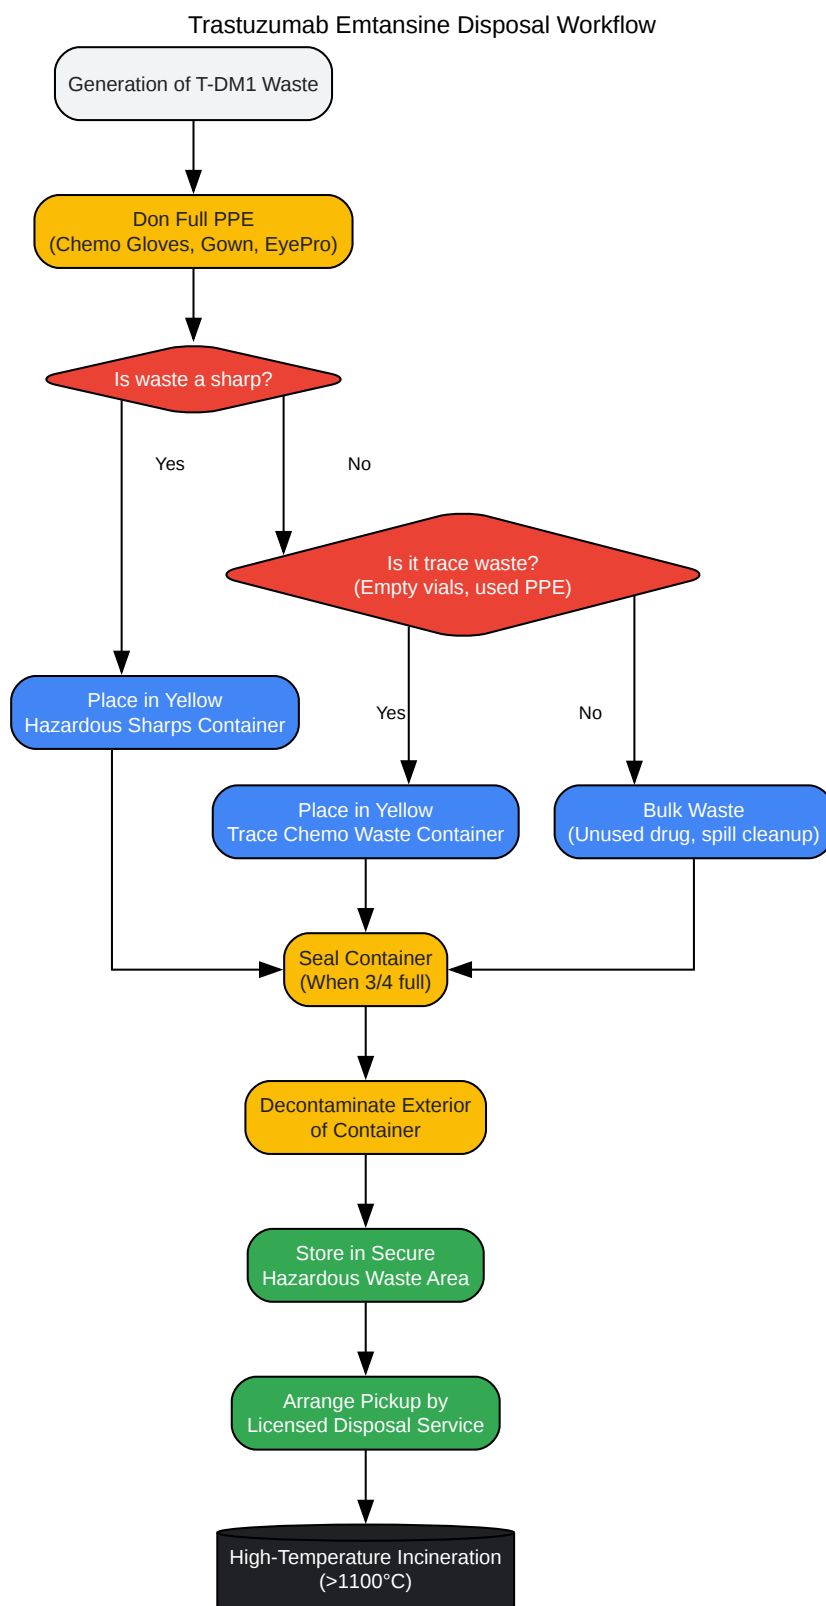 Trastuzumab Emtansine Disposal Workflow
Generation of T-DM1 Waste
Don Full PPE
(Chemo Gloves, Gown, EyePro)
Is waste a sharp?
Yes
No
Is it trace waste?
(Empty vials, used PPE)
Place in Yellow
Hazardous Sharps Container
Yes
No
Place in Yellow
Trace Chemo Waste Container
Bulk Waste
(Unused drug, spill cleanup)
Seal Container
(When 3/4 full)
Decontaminate Exterior
of Container
Store in Secure
Hazardous Waste Area
Arrange Pickup by
Licensed Disposal Service
High-Temperature Incineration
(>1100°C)